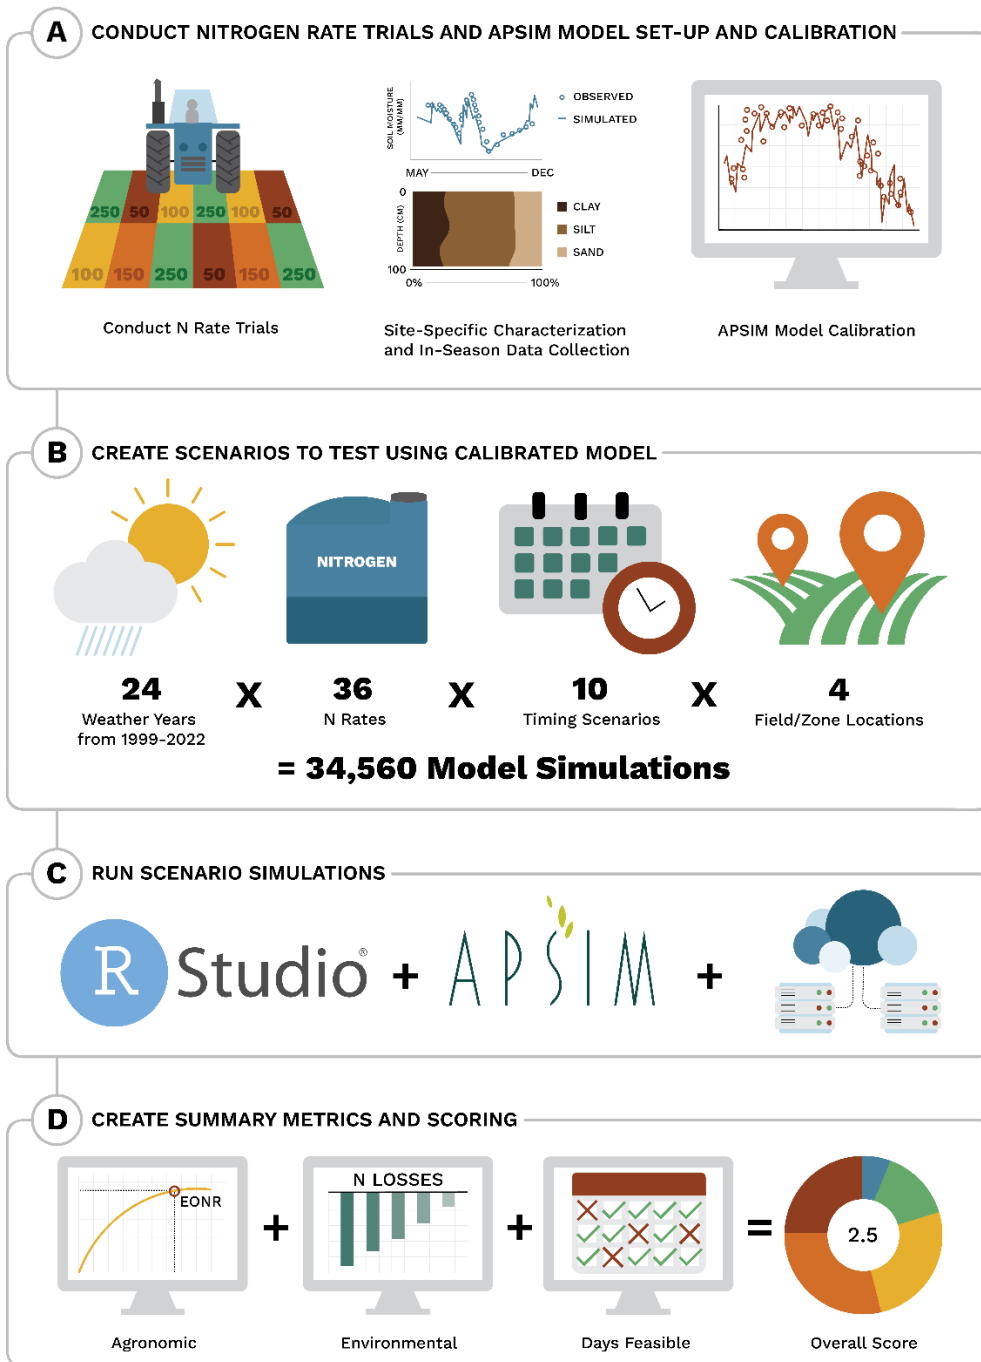 A CONDUCT NITROGEN RATE TRIALS AND APSIM MODEL SET-UP AND CALIBRATION
250 50 100 250 100 50
100 150 250 50 150 250
Conduct N Rate Trials
SOIL MOISTURE
(MM/MM)
OBSERVED
SIMULATED
MAY DEC
0
DEPTH (CM)
100
0% 100%
CLAY
SILT
SAND
Site-Specific Characterization
and In-Season Data Collection
APSIM Model Calibration
B CREATE SCENARIOS TO TEST USING CALIBRATED MODEL
NITROGEN
24 X 36 X 10 X 4
Weather Years
from 1999-2022
N Rates
Timing Scenarios
Field/Zone Locations
= 34,560 Model Simulations
C RUN SCENARIO SIMULATIONS
R Studio® + APSIM +
D CREATE SUMMARY METRICS AND SCORING
EONR
+
N LOSSES
+
=
2.5
Agronomic
Environmental
Days Feasible
Overall Score